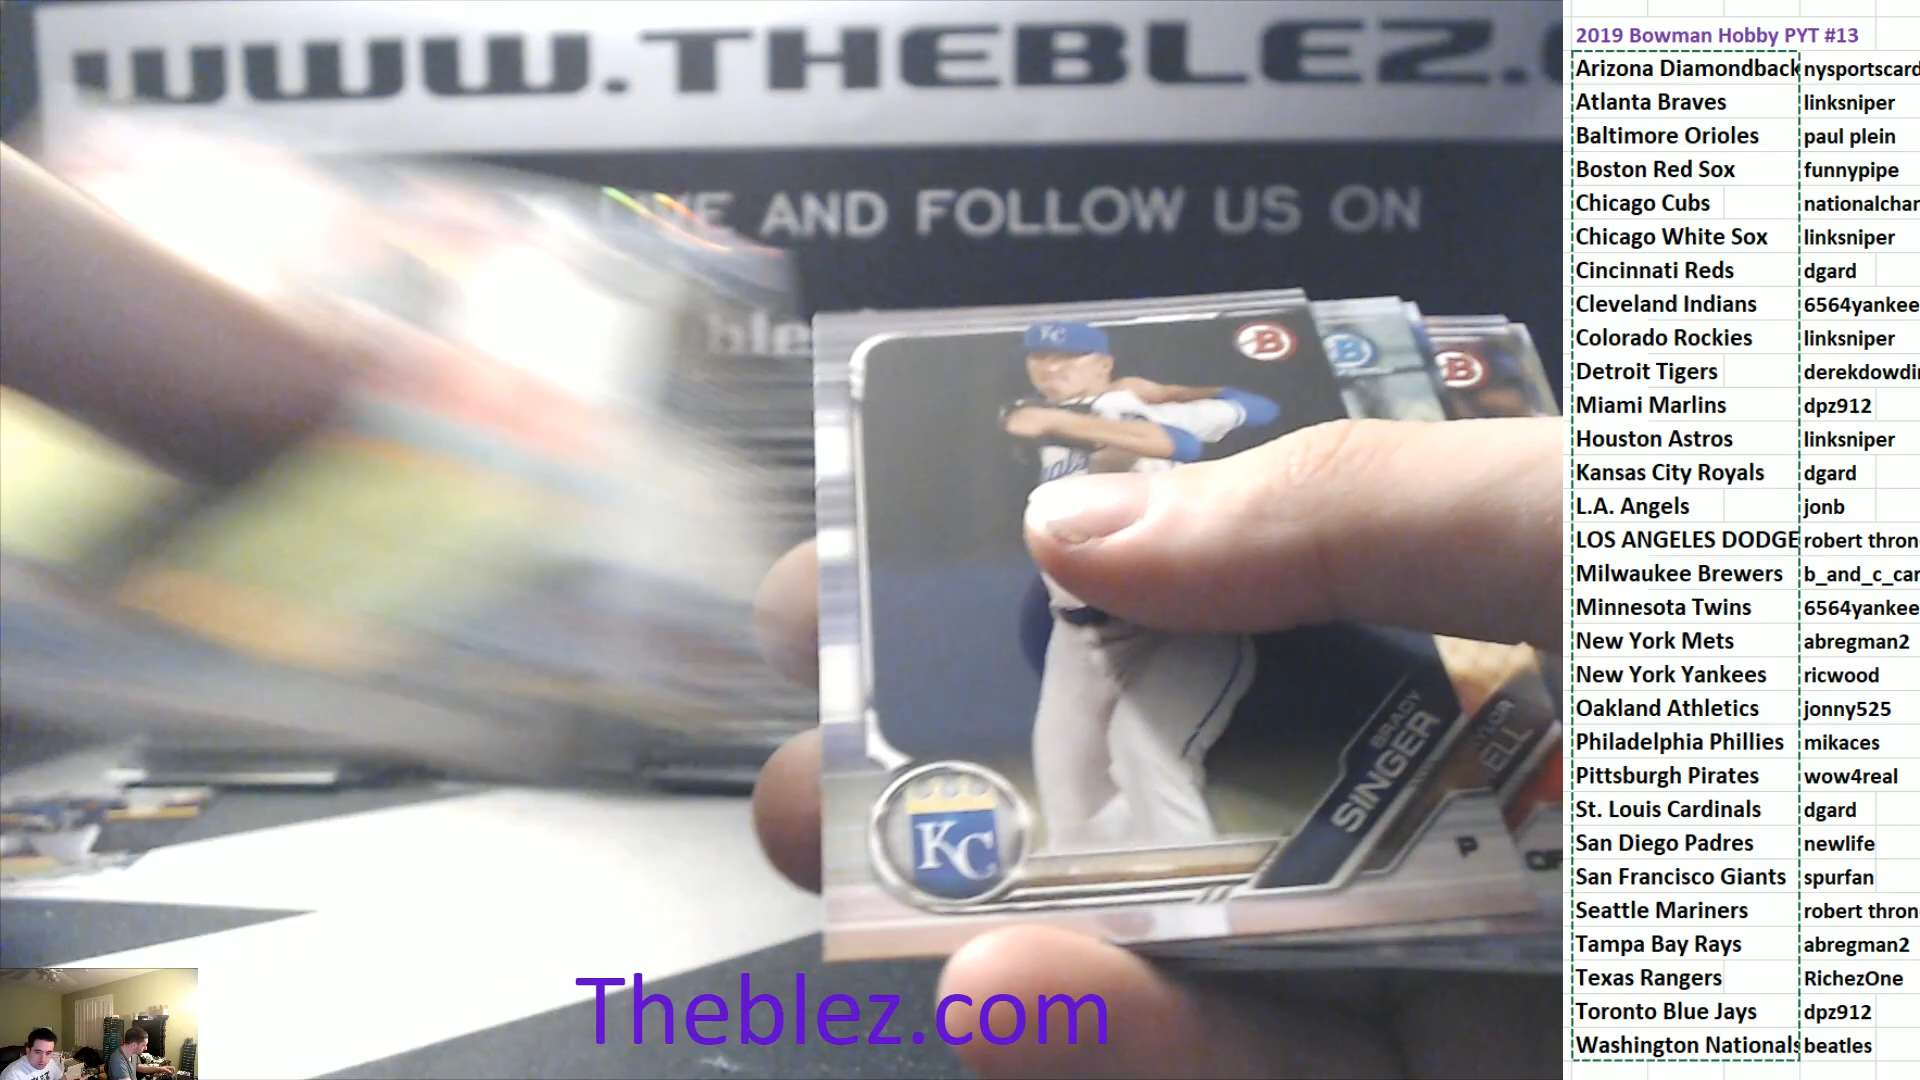 WWW.THEBLEZ.
LIVE AND FOLLOW US ON
ble
KC
B
B
B
BRADY
SINGER
ELL
KC
P
Theblez.com
2019 Bowman Hobby PYT #13
Arizona Diamondback nysportscard
Atlanta Braves linksniper
Baltimore Orioles paul plein
Boston Red Sox funnypipe
Chicago Cubs nationalchar
Chicago White Sox linksniper
Cincinnati Reds dgard
Cleveland Indians 6564yankee
Colorado Rockies linksniper
Detroit Tigers derekdowdin
Miami Marlins dpz912
Houston Astros linksniper
Kansas City Royals dgard
L.A. Angels jonb
LOS ANGELES DODGE robert thron
Milwaukee Brewers b_and_c_car
Minnesota Twins 6564yankee
New York Mets abregman2
New York Yankees ricwood
Oakland Athletics jonny525
Philadelphia Phillies mikaces
Pittsburgh Pirates wow4real
St. Louis Cardinals dgard
San Diego Padres newlife
San Francisco Giants spurfan
Seattle Mariners robert thron
Tampa Bay Rays abregman2
Texas Rangers RichezOne
Toronto Blue Jays dpz912
Washington Nationals beatles